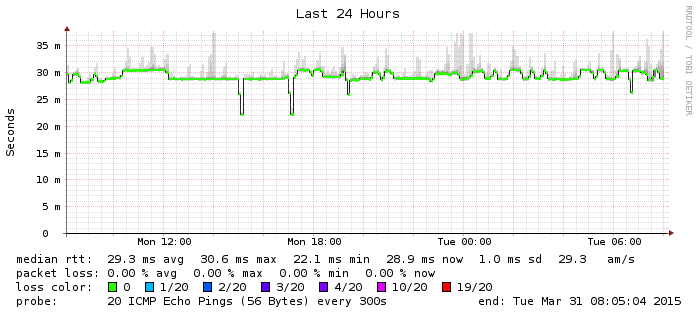 Last 24 Hours
RRDTOOL / TOBI OETIKER
Seconds
35 m
30 m
25 m
20 m
15 m
10 m
5 m
0
Mon 12:00 Mon 18:00 Tue 00:00 Tue 06:00
median rtt: 29.3 ms avg 30.6 ms max 22.1 ms min 28.9 ms now 1.0 ms sd 29.3 am/s
packet loss: 0.00 % avg 0.00 % max 0.00 % min 0.00 % now
loss color: 0 1/20 2/20 3/20 4/20 10/20 19/20
probe: 20 ICMP Echo Pings (56 Bytes) every 300s end: Tue Mar 31 08:05:04 2015